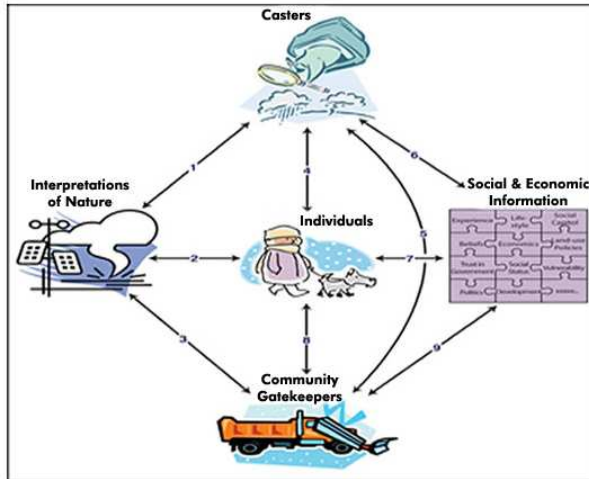 Casters
1
4
6
Interpretations
of Nature
Individuals
Social & Economic
Information
Experience
Life
style
Social
Capital
Beliefs
Economics
Land-use
Policies
Trust in
Government
Social
Status
Vulnerability
Politics
Development
5
2
7
3
8
9
Community
Gatekeepers